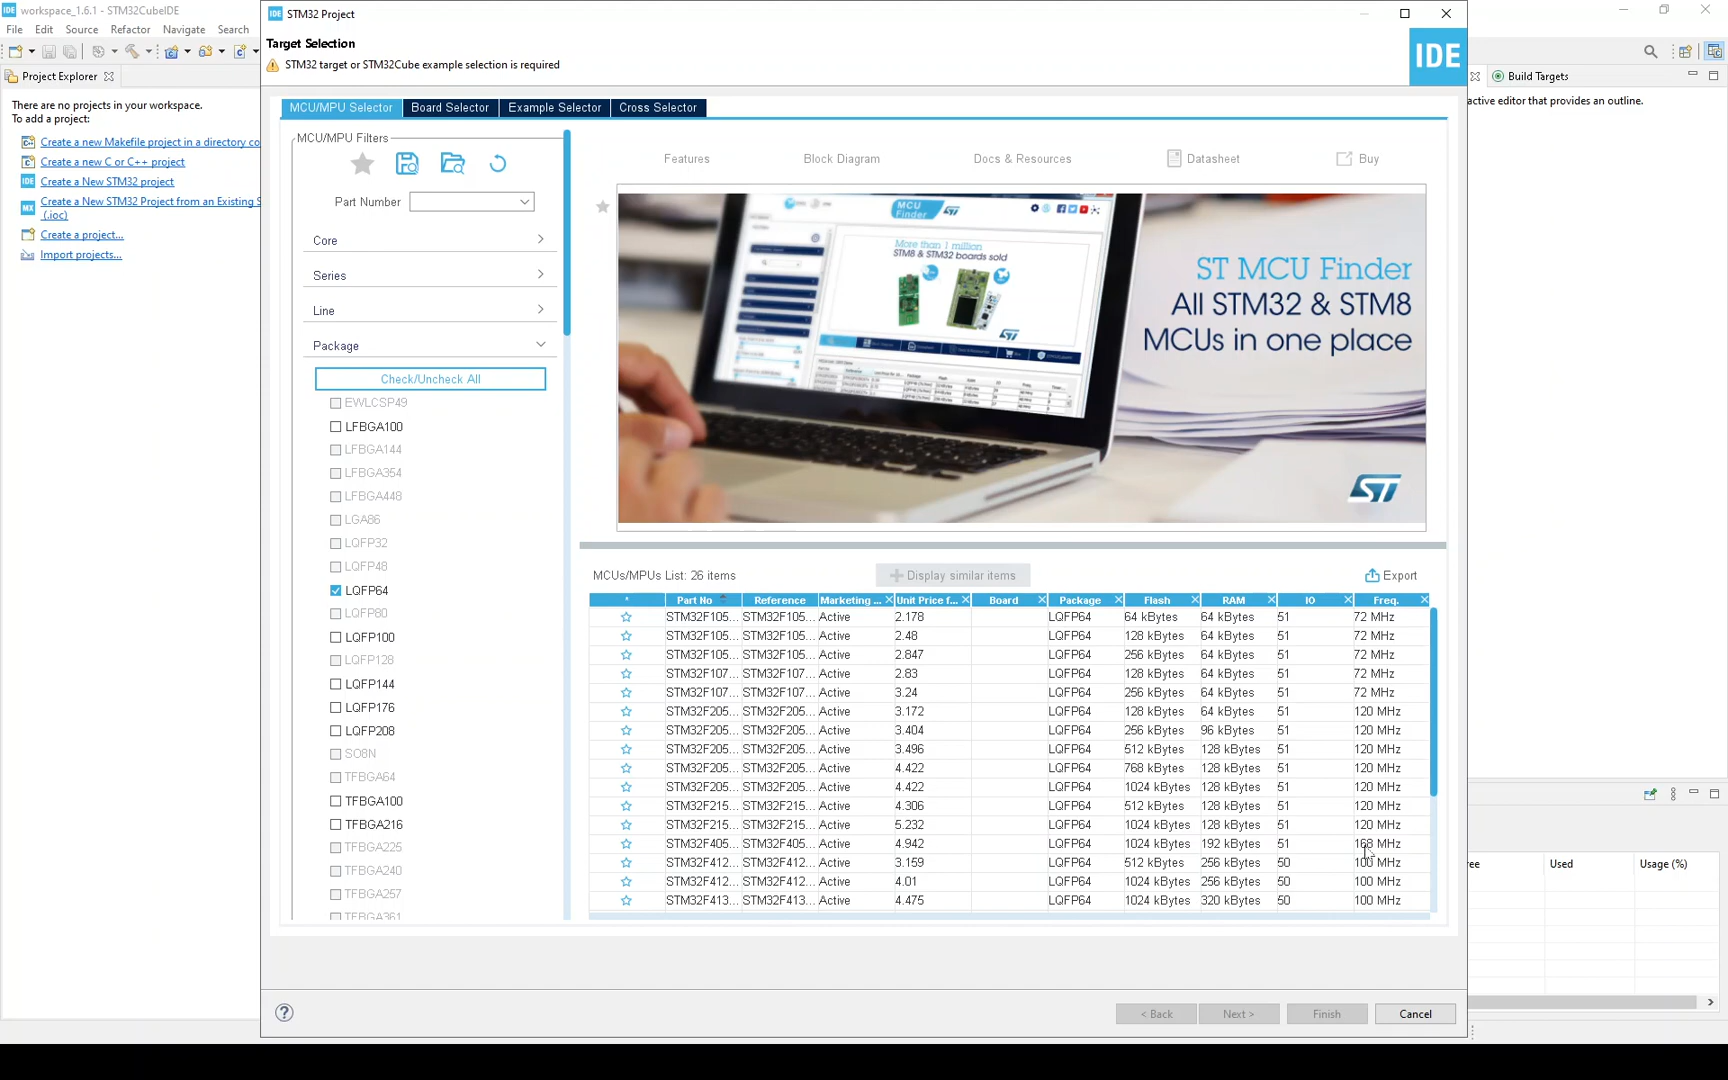 workspace_1.6.1 - STM32CubeIDE
File Edit Source Refactor Navigate Search
Project Explorer
There are no projects in your workspace.
To add a project:
Create a new Makefile project in a directory co
Create a new C or C++ project
Create a New STM32 project
Create a New STM32 Project from an Existing S
(.ioc)
Create a project...
Import projects...
IDE STM32 Project
Target Selection
STM32 target or STM32Cube example selection is required
IDE
MCU/MPU Selector Board Selector Example Selector Cross Selector
MCU/MPU Filters
Part Number
Core
Series
Line
Package
Check/Uncheck All
EWLCSP49
LFBGA100
LFBGA144
LFBGA354
LFBGA448
LGA86
LQFP32
LQFP48
LQFP64
LQFP80
LQFP100
LQFP128
LQFP144
LQFP176
LQFP208
SO8N
TFBGA64
TFBGA100
TFBGA216
TFBGA225
TFBGA240
TFBGA257
TFBGA361
Features Block Diagram Docs & Resources Datasheet Buy
MCU
Finder
More than 1 million
STM8 & STM32 boards sold
ST MCU Finder
All STM32 & STM8
MCUs in one place
ST
MCUs/MPUs List: 26 items
Display similar items
Export
* Part No Reference Marketing ... Unit Price f... Board Package Flash RAM IO Freq.
STM32F105... STM32F105... Active 2.178 LQFP64 64 kBytes 64 kBytes 51 72 MHz
STM32F105... STM32F105... Active 2.48 LQFP64 128 kBytes 64 kBytes 51 72 MHz
STM32F105... STM32F105... Active 2.847 LQFP64 256 kBytes 64 kBytes 51 72 MHz
STM32F107... STM32F107... Active 2.83 LQFP64 128 kBytes 64 kBytes 51 72 MHz
STM32F107... STM32F107... Active 3.24 LQFP64 256 kBytes 64 kBytes 51 72 MHz
STM32F205... STM32F205... Active 3.172 LQFP64 128 kBytes 64 kBytes 51 120 MHz
STM32F205... STM32F205... Active 3.404 LQFP64 256 kBytes 96 kBytes 51 120 MHz
STM32F205... STM32F205... Active 3.496 LQFP64 512 kBytes 128 kBytes 51 120 MHz
STM32F205... STM32F205... Active 4.422 LQFP64 768 kBytes 128 kBytes 51 120 MHz
STM32F205... STM32F205... Active 4.422 LQFP64 1024 kBytes 128 kBytes 51 120 MHz
STM32F215... STM32F215... Active 4.306 LQFP64 512 kBytes 128 kBytes 51 120 MHz
STM32F215... STM32F215... Active 5.232 LQFP64 1024 kBytes 128 kBytes 51 120 MHz
STM32F405... STM32F405... Active 4.942 LQFP64 1024 kBytes 192 kBytes 51 168 MHz
STM32F412... STM32F412... Active 3.159 LQFP64 512 kBytes 256 kBytes 50 100 MHz
STM32F412... STM32F412... Active 4.01 LQFP64 1024 kBytes 256 kBytes 50 100 MHz
STM32F413... STM32F413... Active 4.475 LQFP64 1024 kBytes 320 kBytes 50 100 MHz
< Back Next > Finish Cancel
Build Targets
active editor that provides an outline.
ee Used Usage (%)